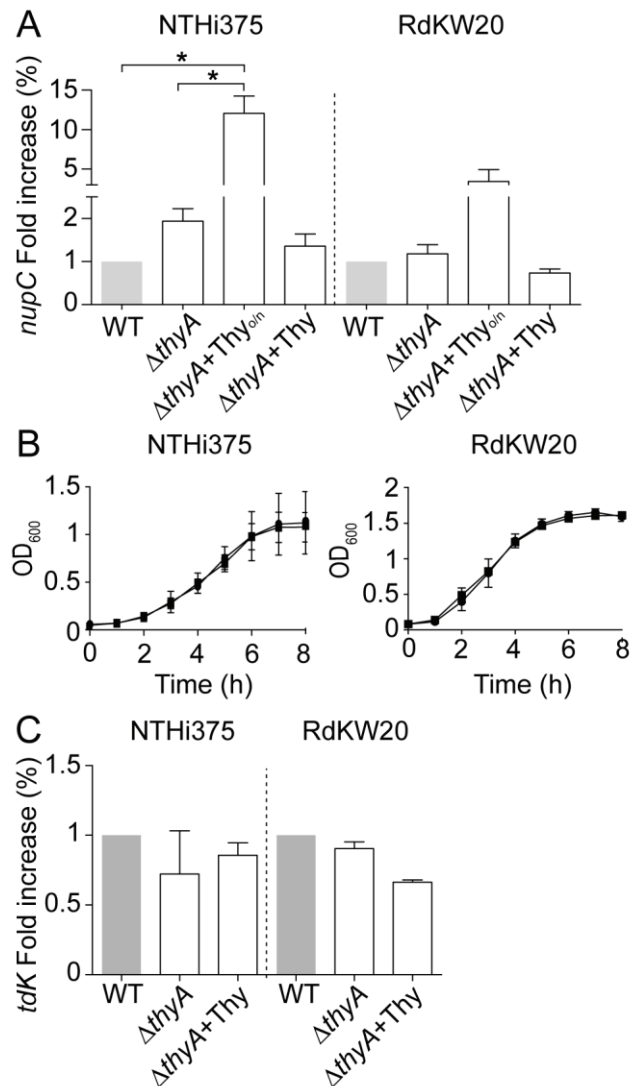 A
NTHi375
RdKW20
nupC Fold increase (%)
15
10
5
2
1
0
*
*
WT
ΔthyA
ΔthyA+Thyo/n
ΔthyA+Thy
WT
ΔthyA
ΔthyA+Thyo/n
ΔthyA+Thy
B
NTHi375
RdKW20
OD600
1.5
1
0.5
0
0 2 4 6 8
Time (h)
OD600
2
1.5
1
0.5
0
0 2 4 6 8
Time (h)
C
NTHi375
RdKW20
tdK Fold increase (%)
1.5
1
0.5
0
WT
ΔthyA
ΔthyA+Thy
WT
ΔthyA
ΔthyA+Thy